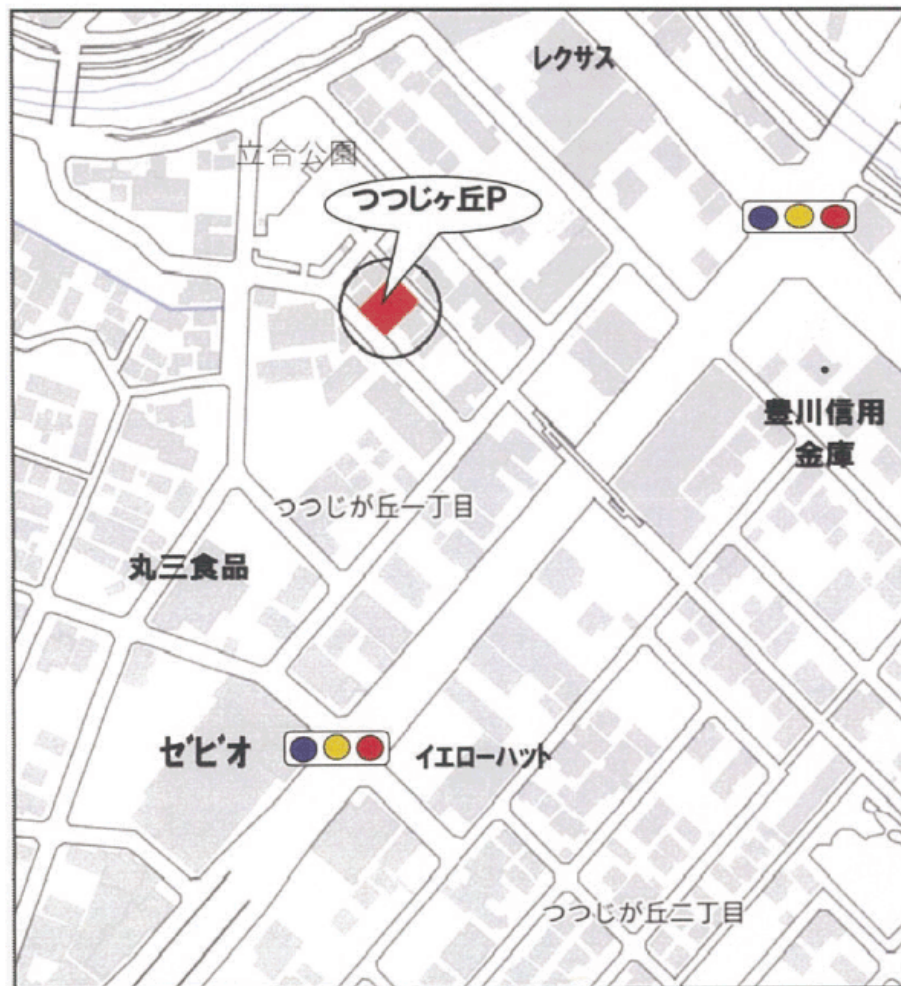 レクサス
立合公園
つつじヶ丘P
豊川信用
金庫
つつじが丘一丁目
丸三食品
ゼビオ
イエローハット
つつじが丘二丁目